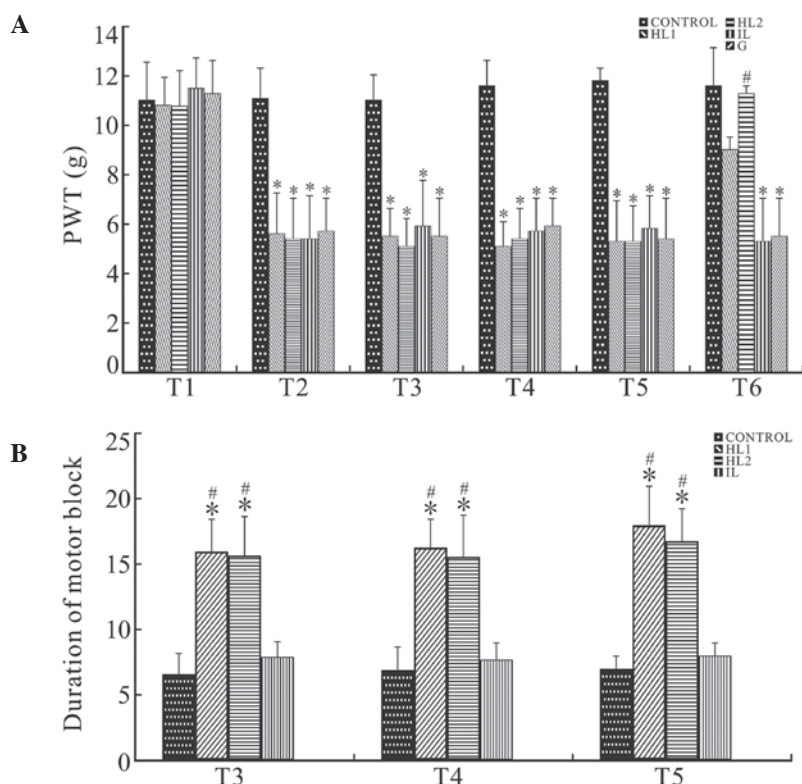 A
CONTROL HL2
HL1 IL
G
PWT (g)
14
12
10
8
6
4
2
0
* * * *
* * * *
* * * *
* * * *
# * *
T1 T2 T3 T4 T5 T6
B
CONTROL
HL1
HL2
IL
Duration of motor block
25
20
15
10
5
0
# #
* *
# #
* *
# #
* *
T3 T4 T5